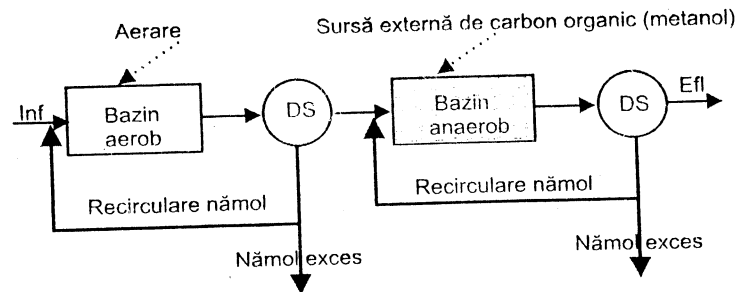 Aerare
Sursă externă de carbon organic (metanol)
Inf
Bazin
aerob
DS
Bazin
anaerob
DS
Efl
Recirculare nămol
Recirculare nămol
Nămol exces
Nămol exces